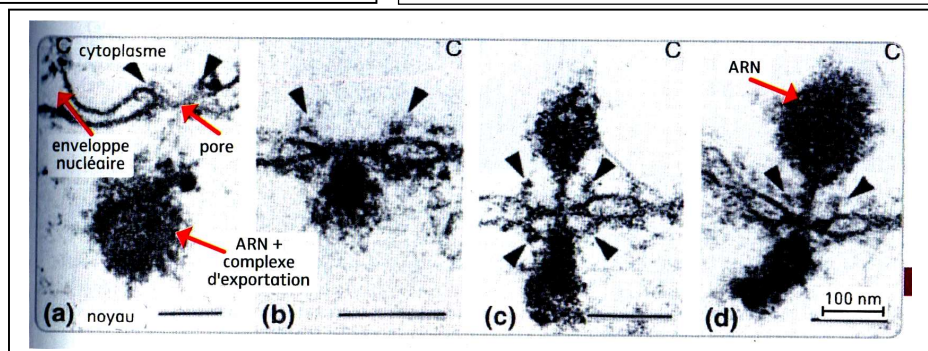 C cytoplasme
enveloppe
nucléaire
pore
ARN +
complexe
d'exportation
(a) noyau
C
(b)
C
(c)
C
ARN
(d)
100 nm